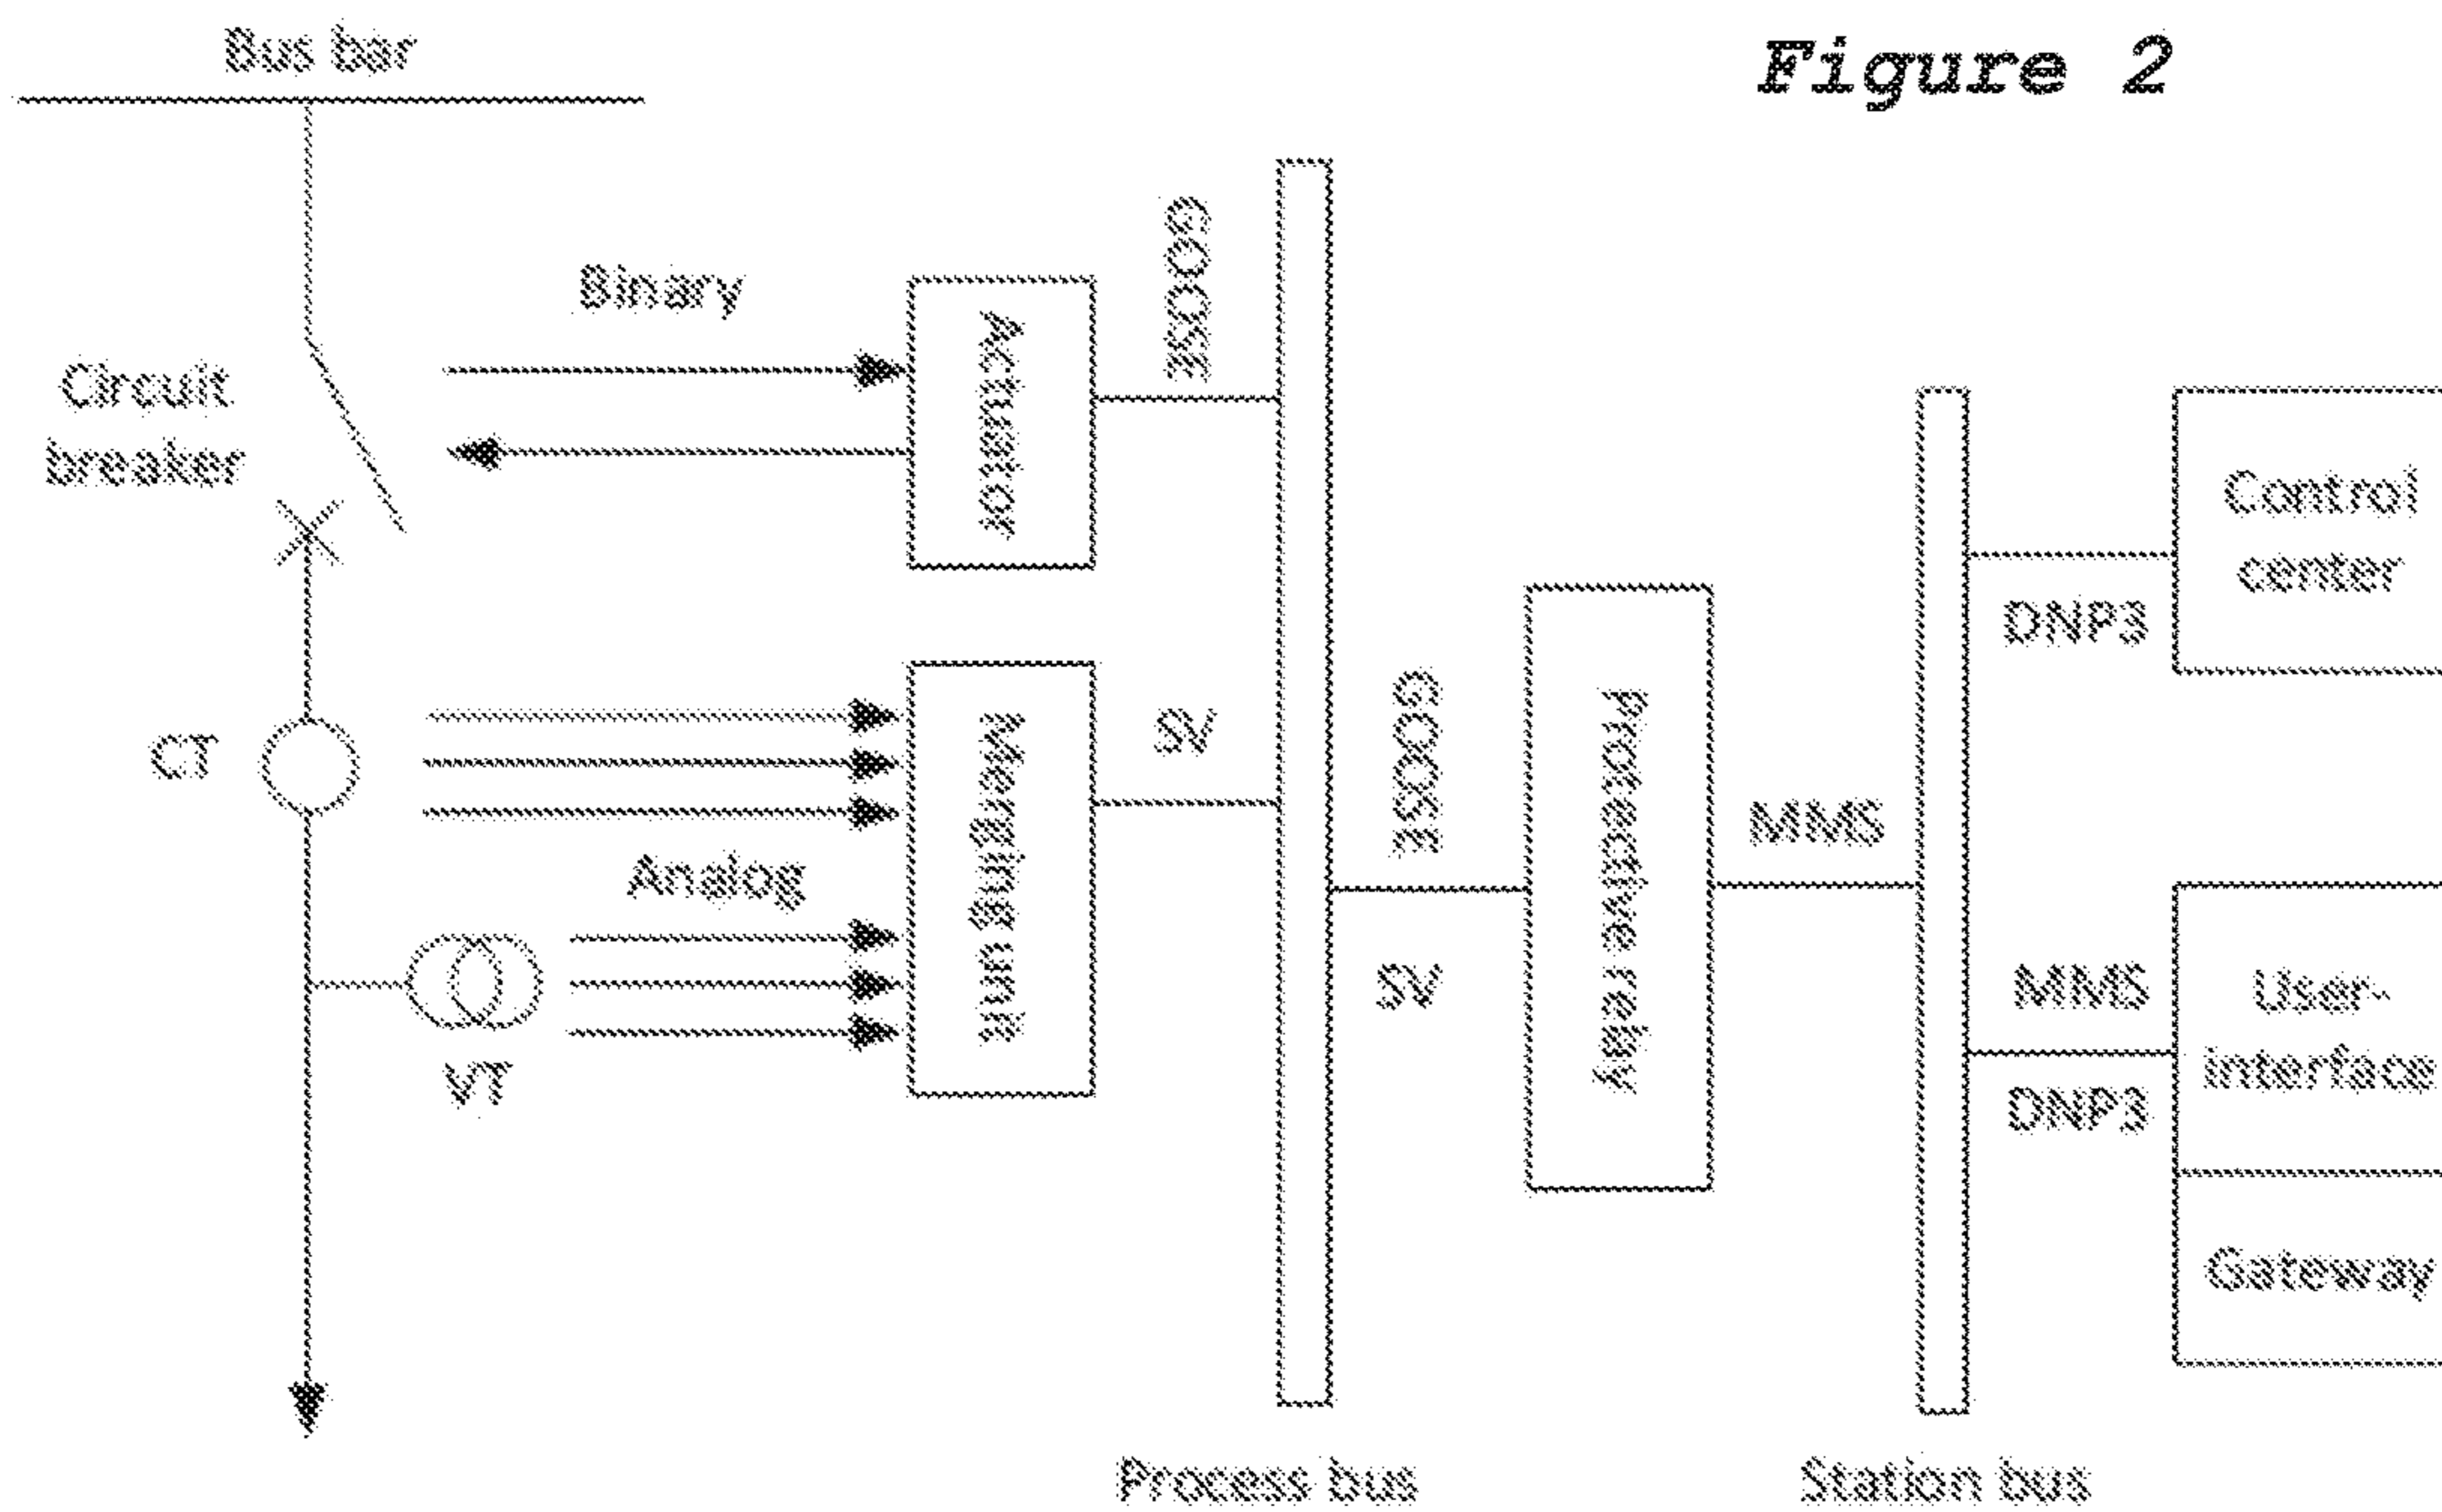 Bus bar
Figure 2
Binary
GOOSE
Actuator
Circuit
breaker
Control
center
DNP3
CT
Merging unit
SV
GOOSE
Protective relay
MMS
Analog
SV
MMS
User-
interface
VT
DNP3
Gateway
Process bus
Station bus